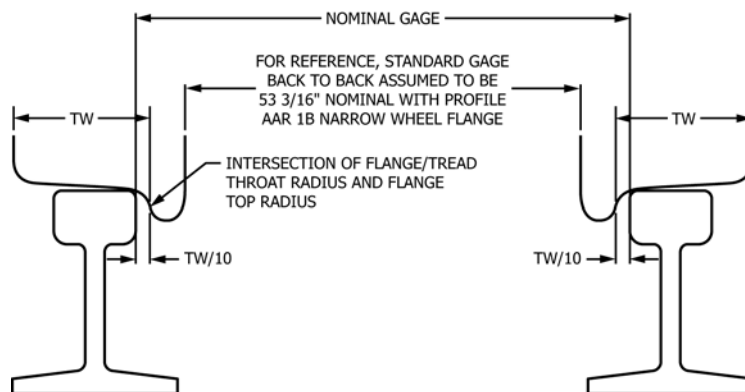 NOMINAL GAGE
FOR REFERENCE, STANDARD GAGE
BACK TO BACK ASSUMED TO BE
53 3/16" NOMINAL WITH PROFILE
AAR 1B NARROW WHEEL FLANGE
TW
TW
INTERSECTION OF FLANGE/TREAD
THROAT RADIUS AND FLANGE
TOP RADIUS
TW/10
TW/10